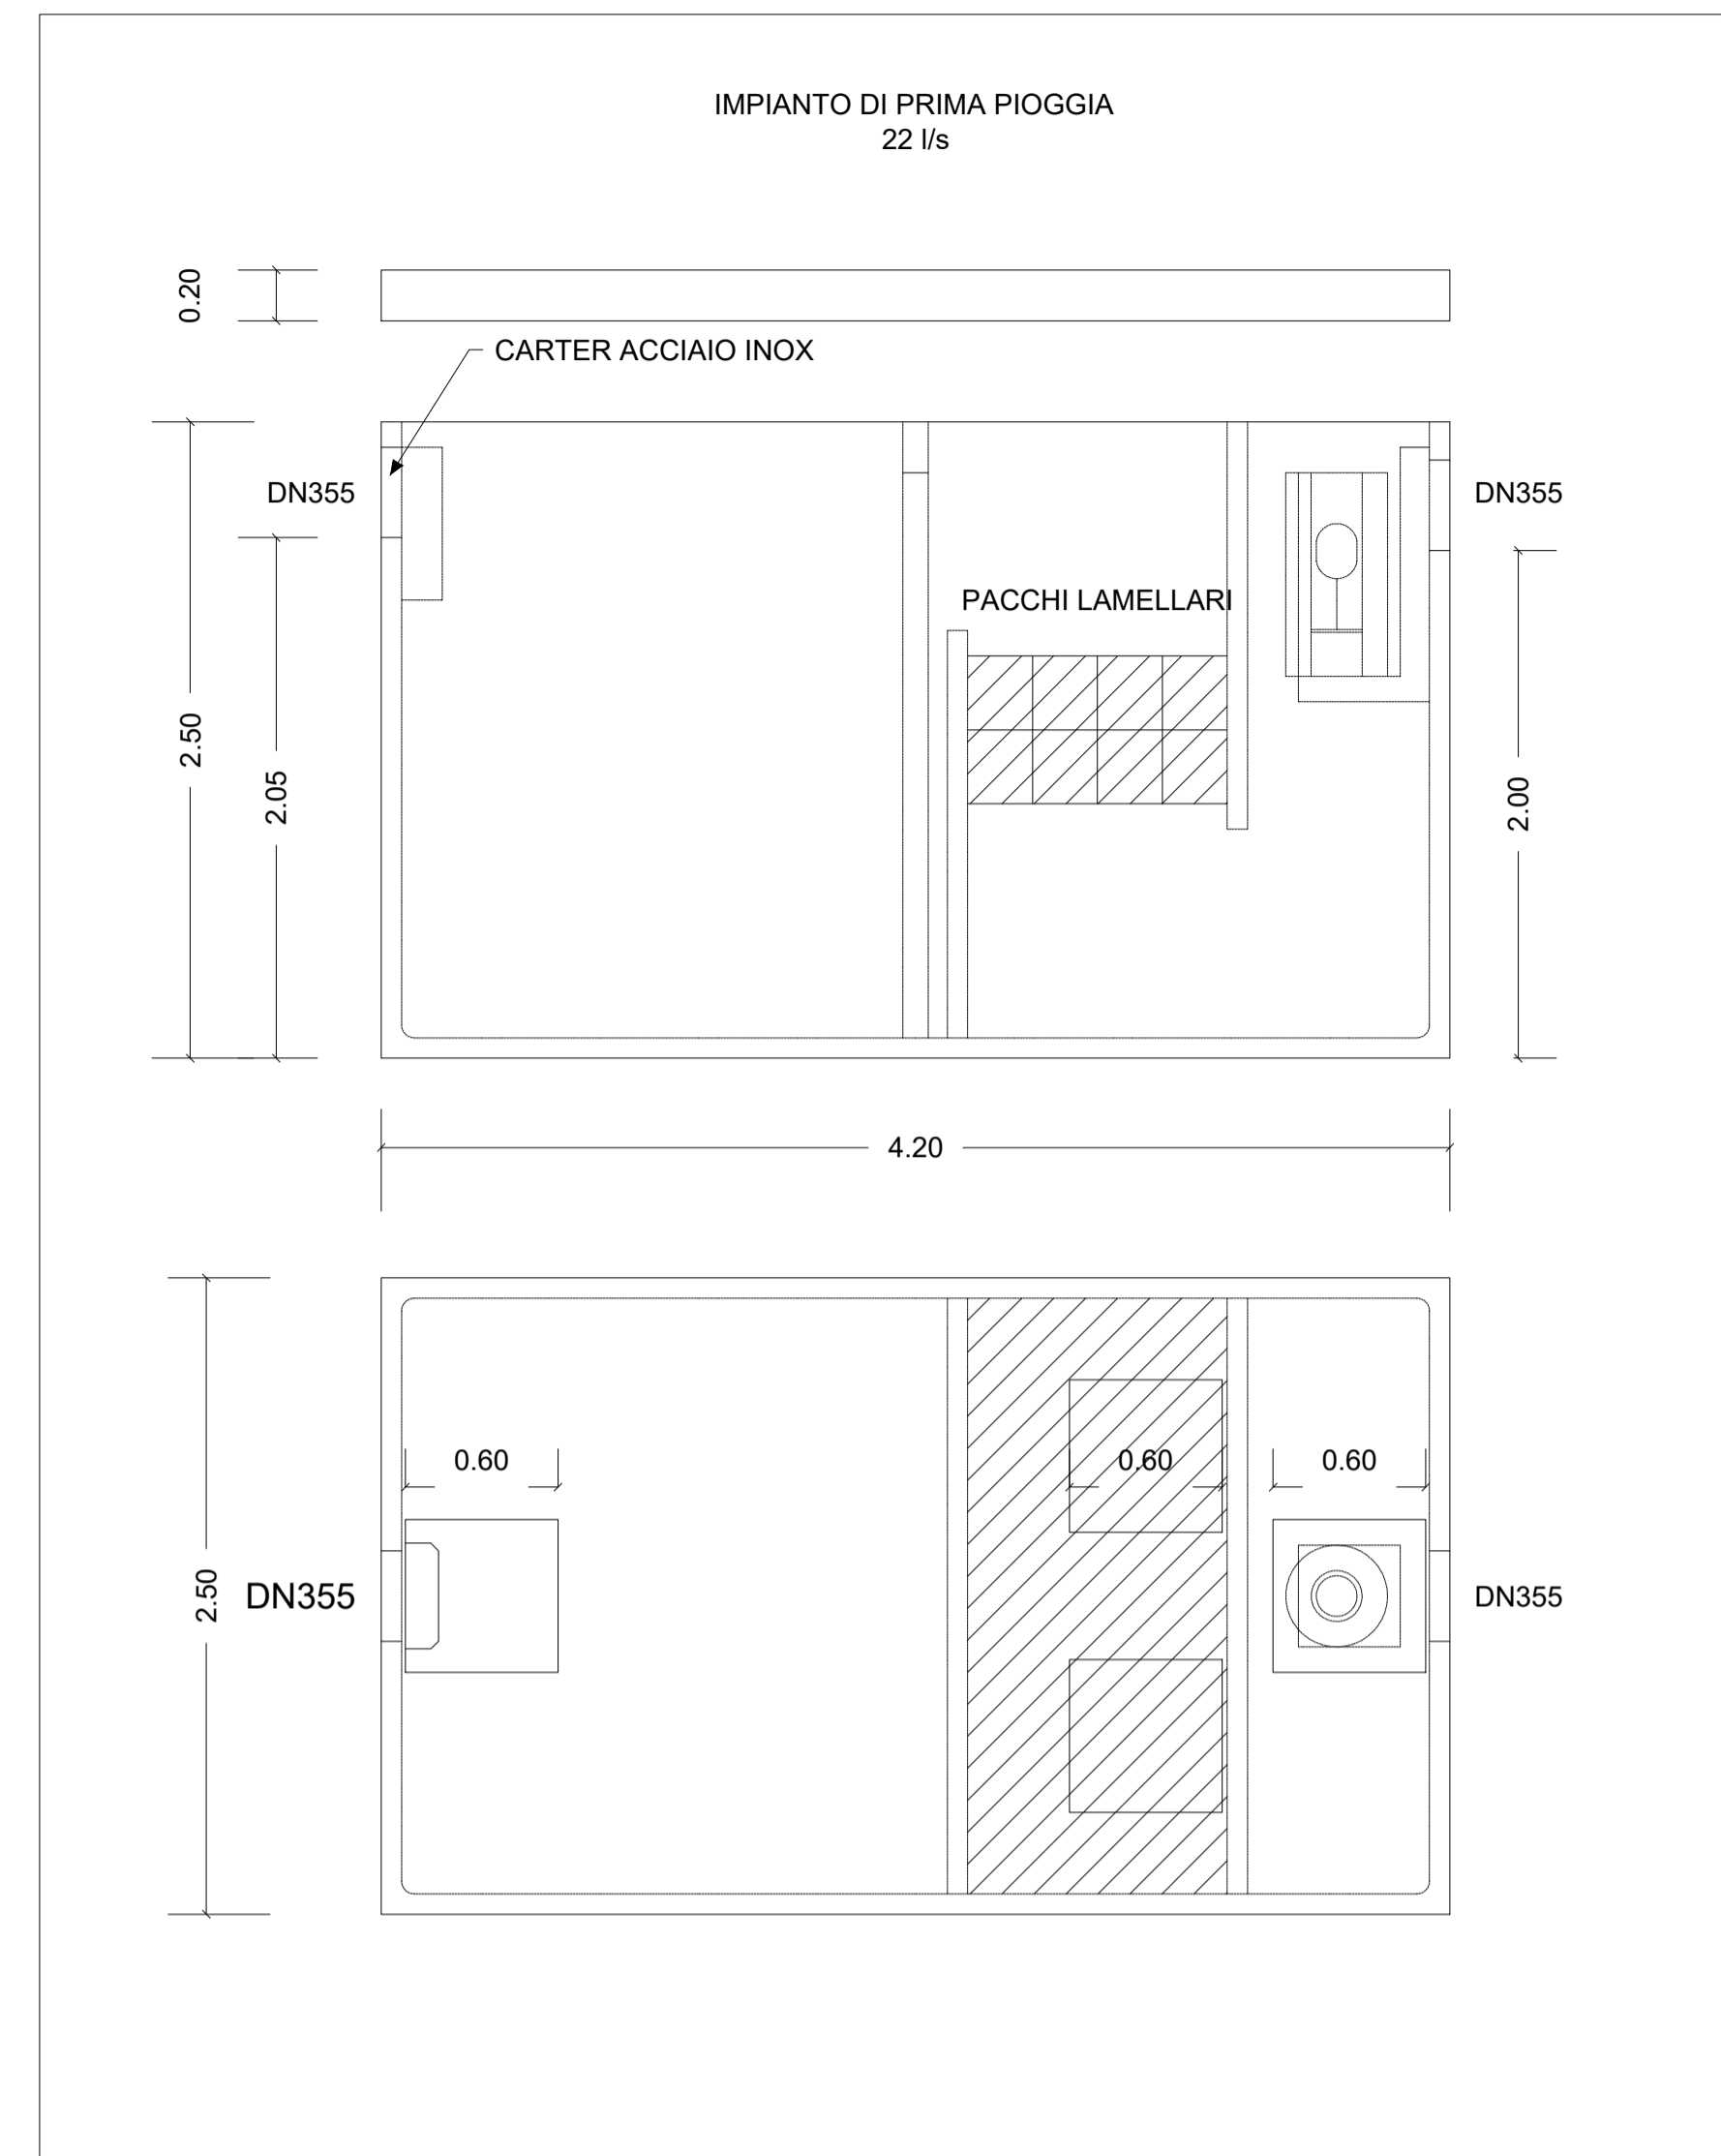 IMPIANTO DI PRIMA PIOGGIA
22 l/s
0.20
CARTER ACCIAIO INOX
DN355
DN355
PACCHI LAMELLARI
2.50
2.05
2.00
4.20
0.60
0.60
0.60
2.50
DN355
DN355